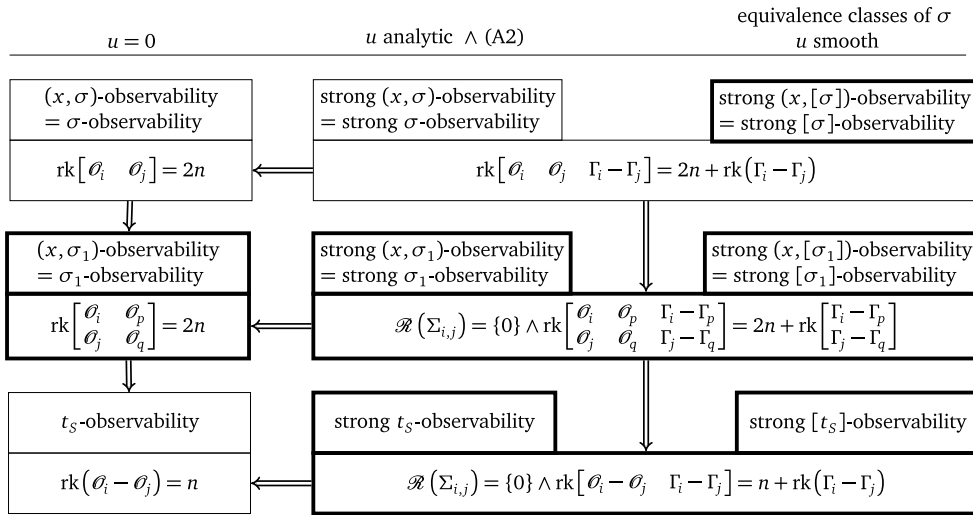 equivalence classes of σ
u = 0
u analytic ∧ (A2)
u smooth
(x, σ)-observability
= σ-observability
strong (x, σ)-observability
= strong σ-observability
strong (x, [σ])-observability
= strong [σ]-observability
rk[𝒪_i 𝒪_j] = 2n
rk[𝒪_i 𝒪_j Γ_i − Γ_j] = 2n + rk(Γ_i − Γ_j)
(x, σ_1)-observability
= σ_1-observability
strong (x, σ_1)-observability
= strong σ_1-observability
strong (x, [σ_1])-observability
= strong [σ_1]-observability
rk[𝒪_i 𝒪_p; 𝒪_j 𝒪_q] = 2n
ℛ(Σ_{i,j}) = {0} ∧ rk[𝒪_i 𝒪_p Γ_i − Γ_p; 𝒪_j 𝒪_q Γ_j − Γ_q] = 2n + rk[Γ_i − Γ_p; Γ_j − Γ_q]
t_S-observability
strong t_S-observability
strong [t_S]-observability
rk(𝒪_i − 𝒪_j) = n
ℛ(Σ_{i,j}) = {0} ∧ rk[𝒪_i − 𝒪_j Γ_i − Γ_j] = n + rk(Γ_i − Γ_j)